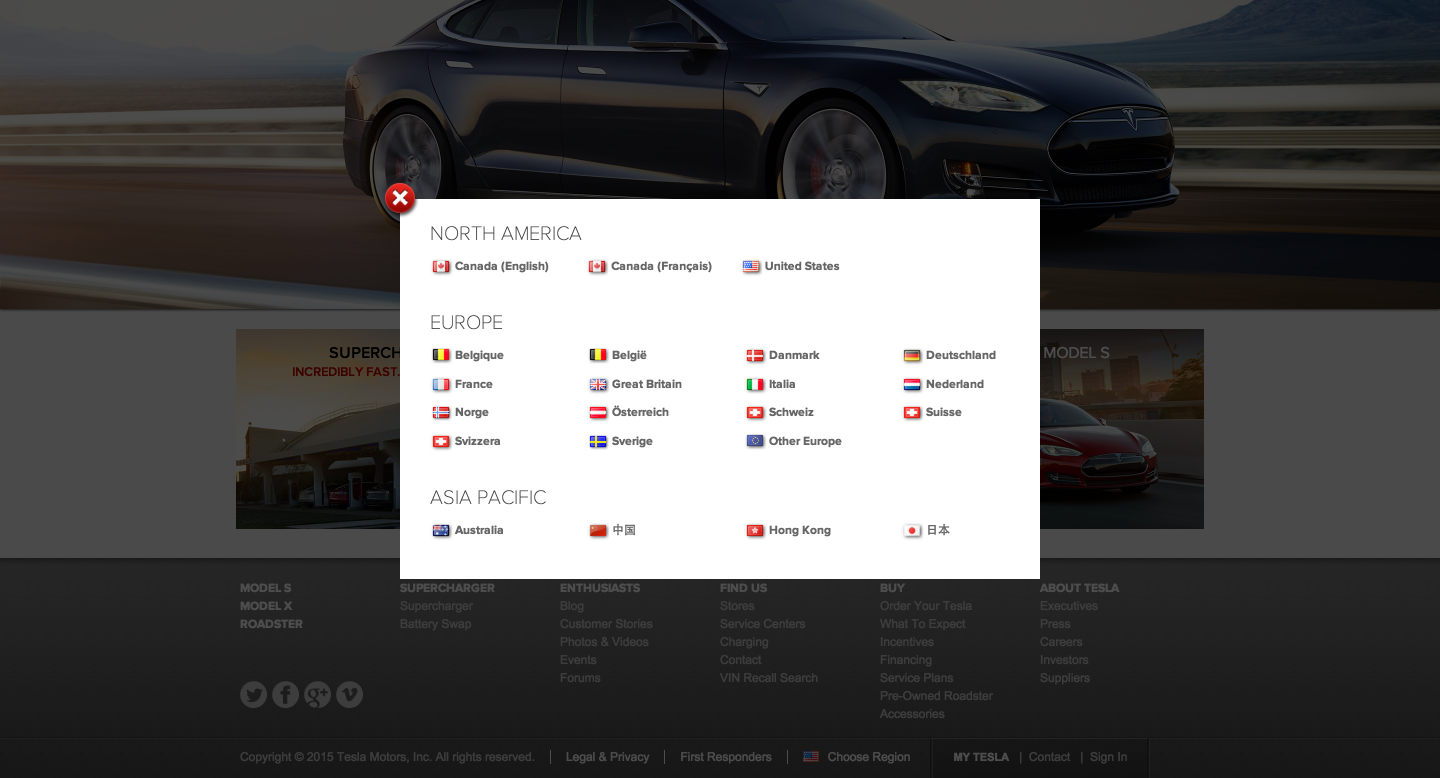 NORTH AMERICA
Canada (English) Canada (Français) United States
EUROPE
Belgique België Danmark Deutschland
France Great Britain Italia Nederland
Norge Österreich Schweiz Suisse
Svizzera Sverige Other Europe
ASIA PACIFIC
Australia 中国 Hong Kong 日本
MODEL S
INCREDIBLY FAST.
MODEL S SUPERCHARGER ENTHUSIASTS FIND US BUY ABOUT TESLA
MODEL X Supercharger Blog Stores Order Your Tesla Executives
ROADSTER Battery Swap Customer Stories Service Centers What To Expect Press
Photos & Videos Charging Incentives Careers
Events Contact Financing Investors
Forums VIN Recall Search Service Plans Suppliers
Pre-Owned Roadster
Accessories
Copyright © 2015 Tesla Motors, Inc. All rights reserved. | Legal & Privacy | First Responders | Choose Region MY TESLA | Contact | Sign In